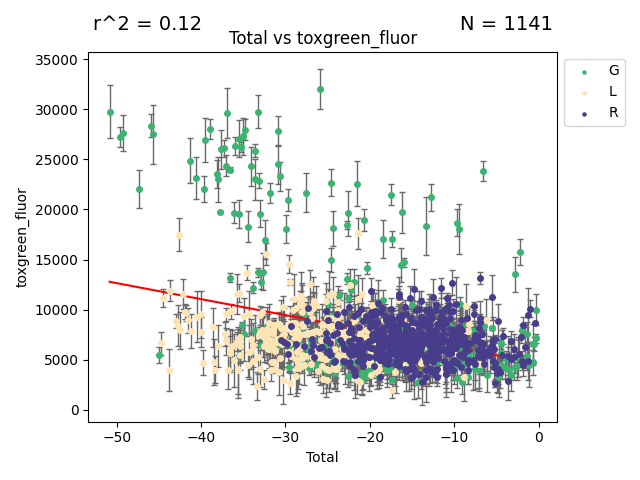 r^2 = 0.12
N = 1141
Total vs toxgreen_fluor
35000
30000
25000
20000
15000
10000
5000
0
toxgreen_fluor
−50
−40
−30
−20
−10
0
Total
G
L
R